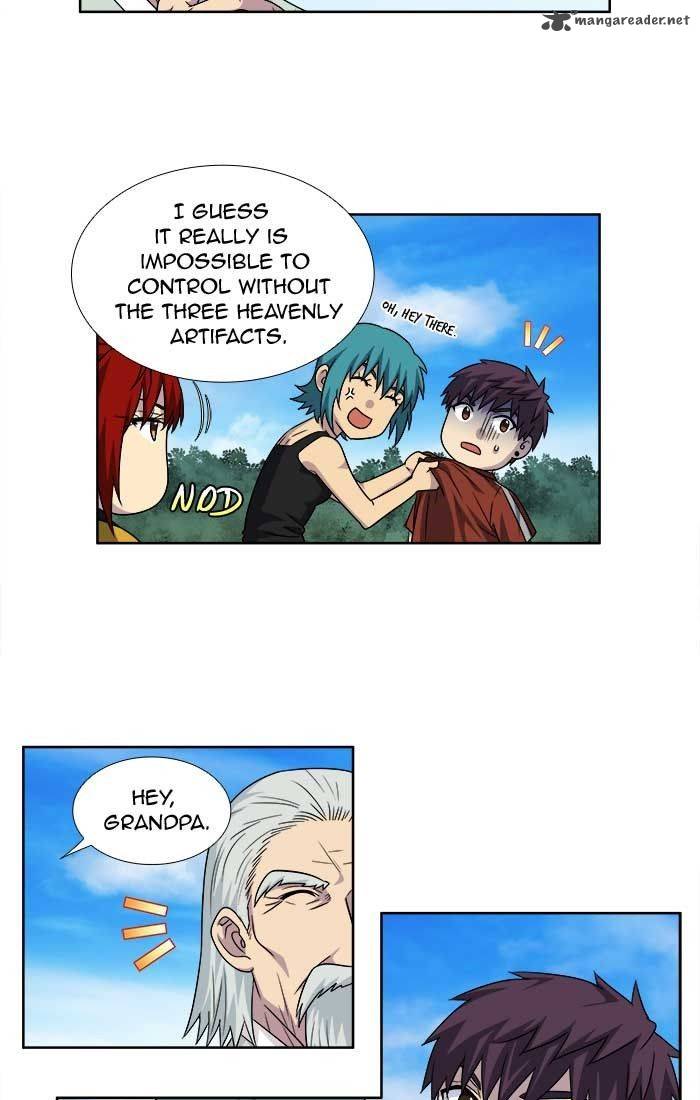 mangareader.net
I GUESS
IT REALLY IS
IMPOSSIBLE TO
CONTROL WITHOUT
THE THREE HEAVENLY
ARTIFACTS.
OH, HEY THERE.
NOD
HEY,
GRANDPA.